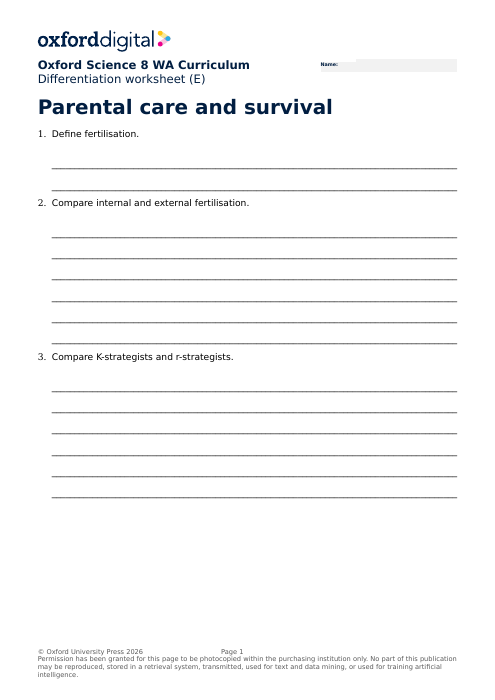 oxforddigital
Oxford Science 8 WA Curriculum
Name:
Differentiation worksheet (E)
Parental care and survival
1. Define fertilisation.
2. Compare internal and external fertilisation.
3. Compare K-strategists and r-strategists.
© Oxford University Press 2026 Page 1
Permission has been granted for this page to be photocopied within the purchasing institution only. No part of this publication
may be reproduced, stored in a retrieval system, transmitted, used for text and data mining, or used for training artificial
intelligence.